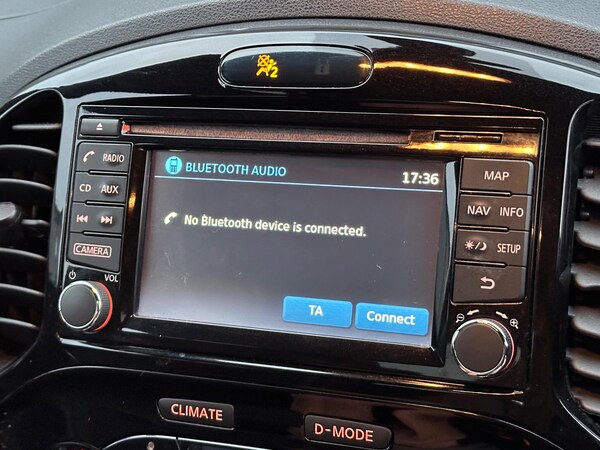 2
BLUETOOTH AUDIO
17:36
No Bluetooth device is connected.
TA
Connect
RADIO
CD AUX
CAMERA
VOL
MAP
NAV INFO
SETUP
CLIMATE
D-MODE